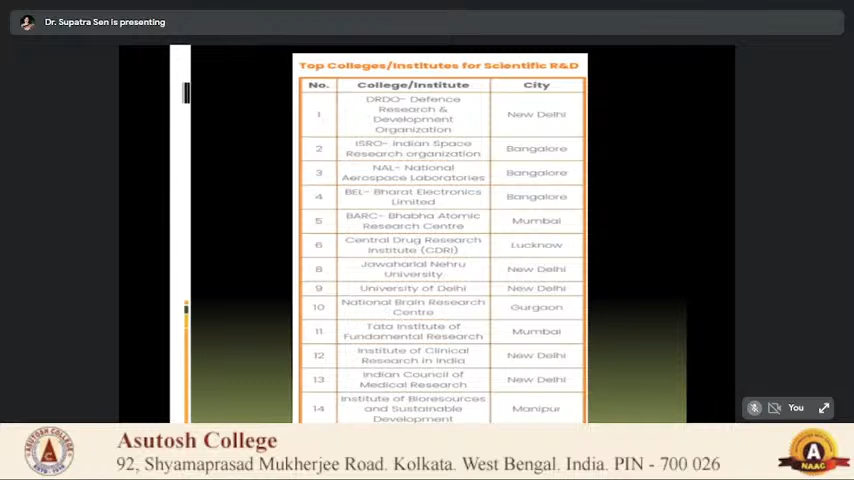 Dr. Supatra Sen is presenting
Top Colleges/Institutes for Scientific R&D
No. College/Institute City
1 DRDO- Defence Research & Development Organization New Delhi
2 ISRO- Indian Space Research organization Bangalore
3 NAL- National Aerospace Laboratories Bangalore
4 BEL- Bharat Electronics Limited Bangalore
5 BARC- Bhabha Atomic Research Centre Mumbai
6 Central Drug Research Institute (CDRI) Lucknow
8 Jawaharlal Nehru University New Delhi
9 University of Delhi New Delhi
10 National Brain Research Centre Gurgaon
11 Tata Institute of Fundamental Research Mumbai
12 Institute of Clinical Research in India New Delhi
13 Indian Council of Medical Research New Delhi
14 Institute of Bioresources and Sustainable Development Manipur
You
Asutosh College
92, Shyamaprasad Mukherjee Road. Kolkata. West Bengal. India. PIN - 700 026
ASUTOSH COLLEGE
A
NAAC